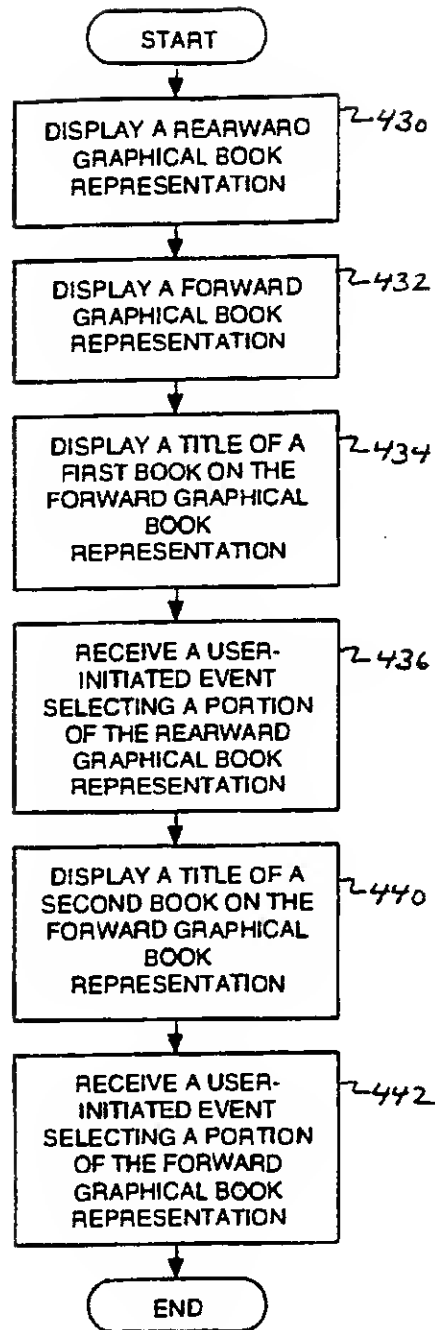 START
DISPLAY A REARWARD
GRAPHICAL BOOK
REPRESENTATION
430
DISPLAY A FORWARD
GRAPHICAL BOOK
REPRESENTATION
432
DISPLAY A TITLE OF A
FIRST BOOK ON THE
FORWARD GRAPHICAL
BOOK
REPRESENTATION
434
RECEIVE A USER-
INITIATED EVENT
SELECTING A PORTION
OF THE REARWARD
GRAPHICAL BOOK
REPRESENTATION
436
DISPLAY A TITLE OF A
SECOND BOOK ON THE
FORWARD GRAPHICAL
BOOK
REPRESENTATION
440
RECEIVE A USER-
INITIATED EVENT
SELECTING A PORTION
OF THE FORWARD
GRAPHICAL BOOK
REPRESENTATION
442
END